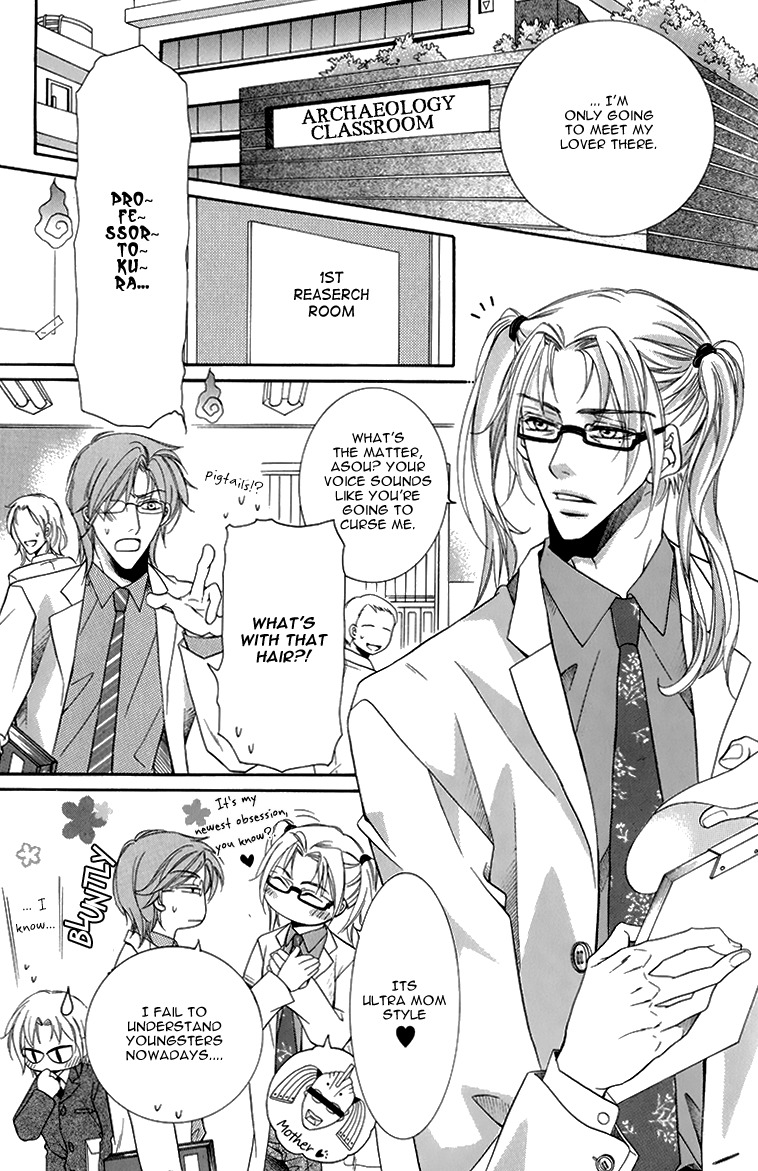 ... I'M
ONLY GOING
TO MEET MY
LOVER THERE.
ARCHAEOLOGY
CLASSROOM
PRO~
FE~
SSOR~
TO~
KU~
RA...
1ST
REASERCH
ROOM
WHAT'S
THE MATTER,
ASOU? YOUR
VOICE SOUNDS
LIKE YOU'RE
GOING TO
CURSE ME.
Pigtails!?
WHAT'S
WITH THAT
HAIR?!
It's my
newest obsession,
you know?!
BLUNTLY
... I
know...
ITS
ULTRA MOM
STYLE
♥
I FAIL TO
UNDERSTAND
YOUNGSTERS
NOWADAYS....
Mother